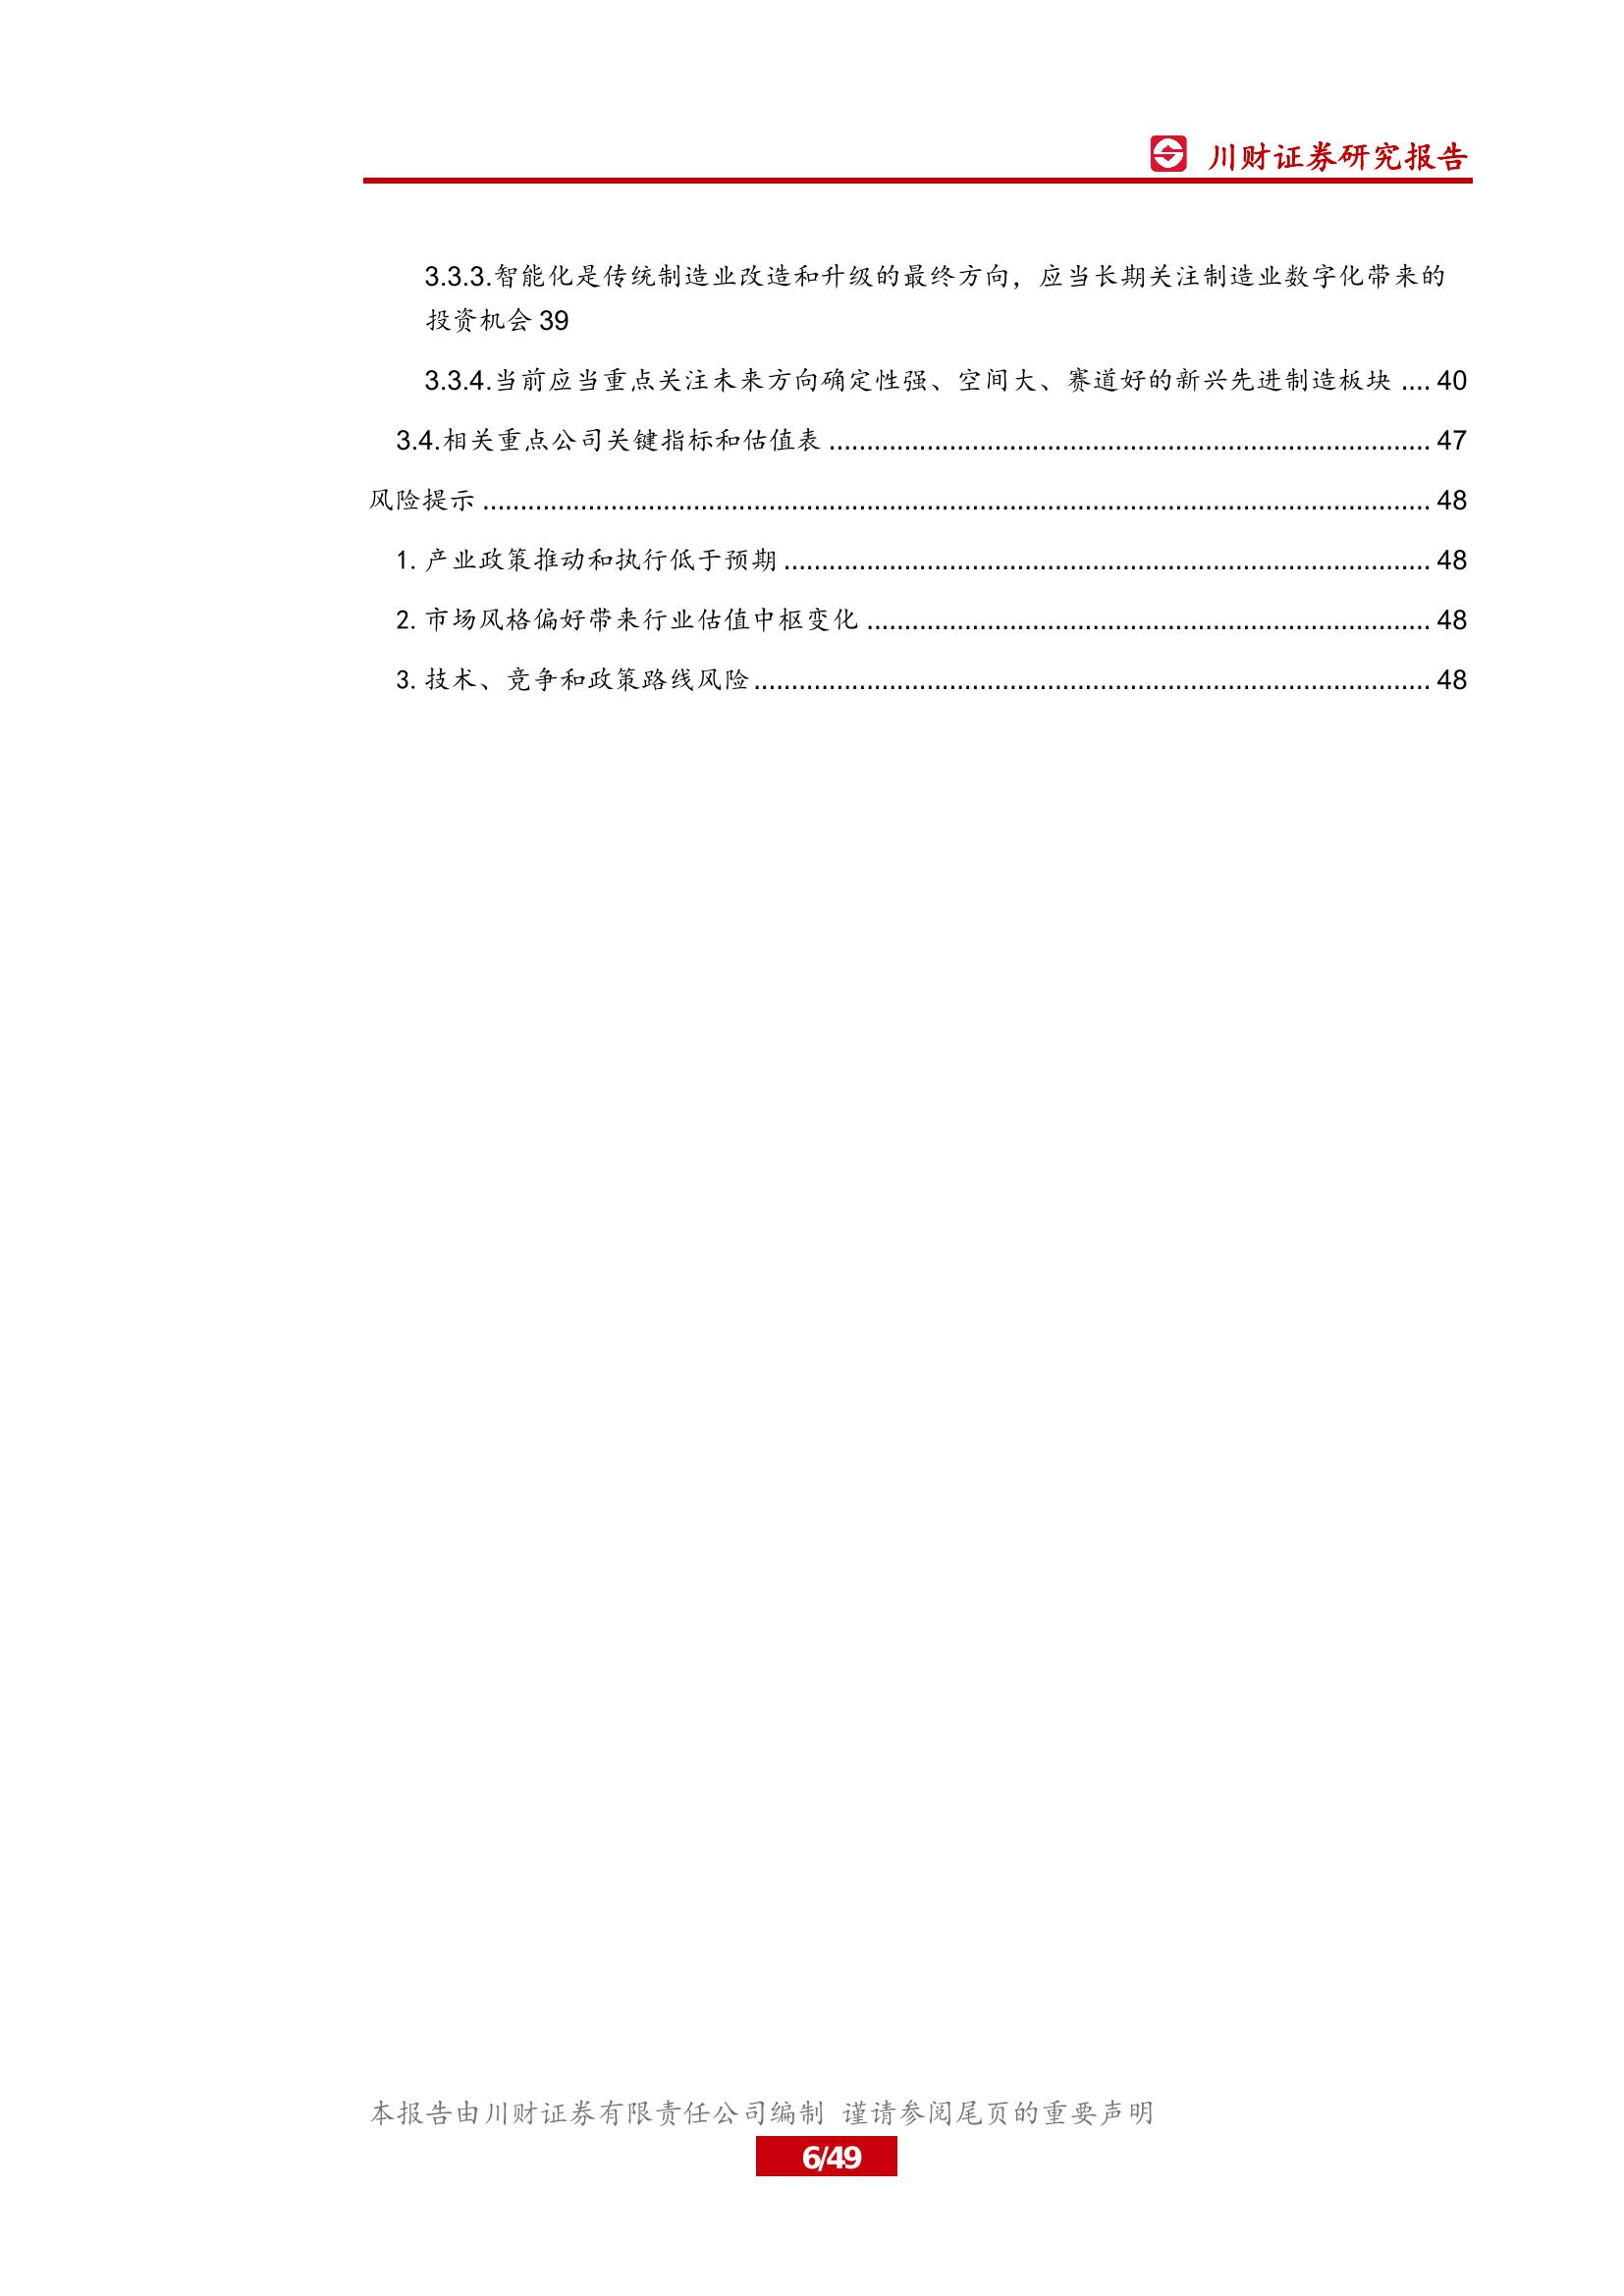 川财证券研究报告
3.3.3.智能化是传统制造业改造和升级的最终方向，应当长期关注制造业数字化带来的
投资机会 39
3.3.4.当前应当重点关注未来方向确定性强、空间大、赛道好的新兴先进制造板块 .... 40
3.4.相关重点公司关键指标和估值表 ................................................................................ 47
风险提示 .............................................................................................................................. 48
1. 产业政策推动和执行低于预期 ...................................................................................... 48
2. 市场风格偏好带来行业估值中枢变化 ........................................................................... 48
3. 技术、竞争和政策路线风险 .......................................................................................... 48
本报告由川财证券有限责任公司编制 谨请参阅尾页的重要声明
6/49